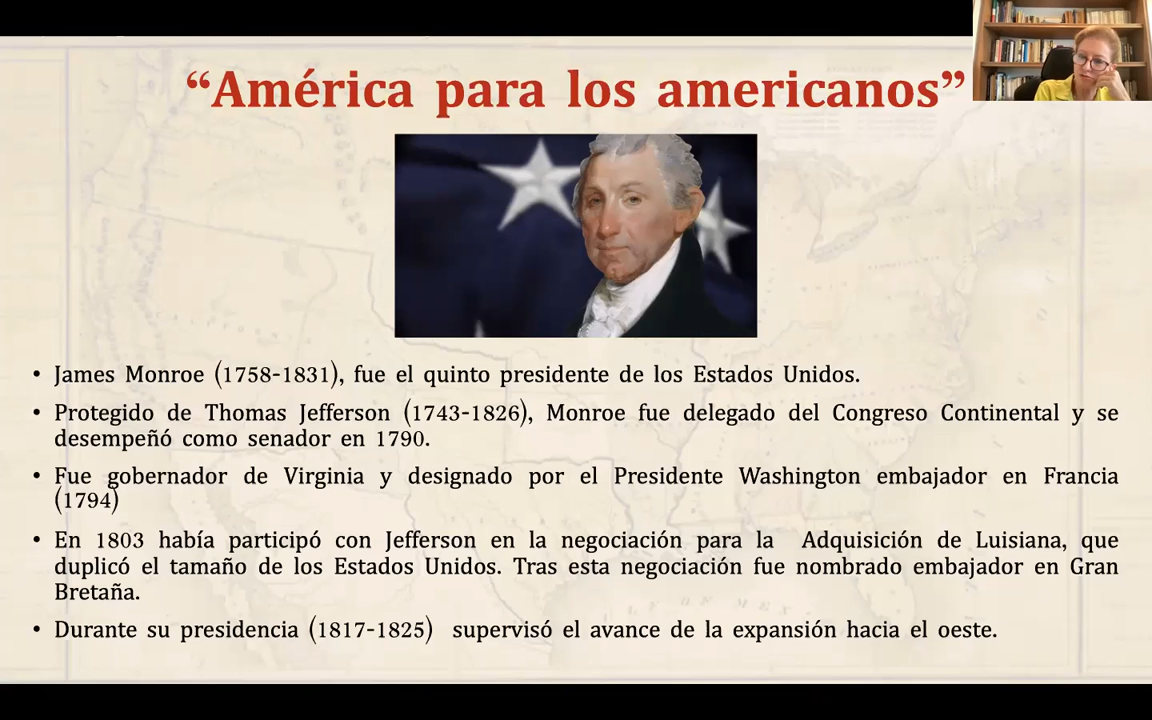 “América para los americanos”
• James Monroe (1758-1831), fue el quinto presidente de los Estados Unidos.
• Protegido de Thomas Jefferson (1743-1826), Monroe fue delegado del Congreso Continental y se
desempeñó como senador en 1790.
• Fue gobernador de Virginia y designado por el Presidente Washington embajador en Francia
(1794)
• En 1803 había participó con Jefferson en la negociación para la Adquisición de Luisiana, que
duplicó el tamaño de los Estados Unidos. Tras esta negociación fue nombrado embajador en Gran
Bretaña.
• Durante su presidencia (1817-1825) supervisó el avance de la expansión hacia el oeste.